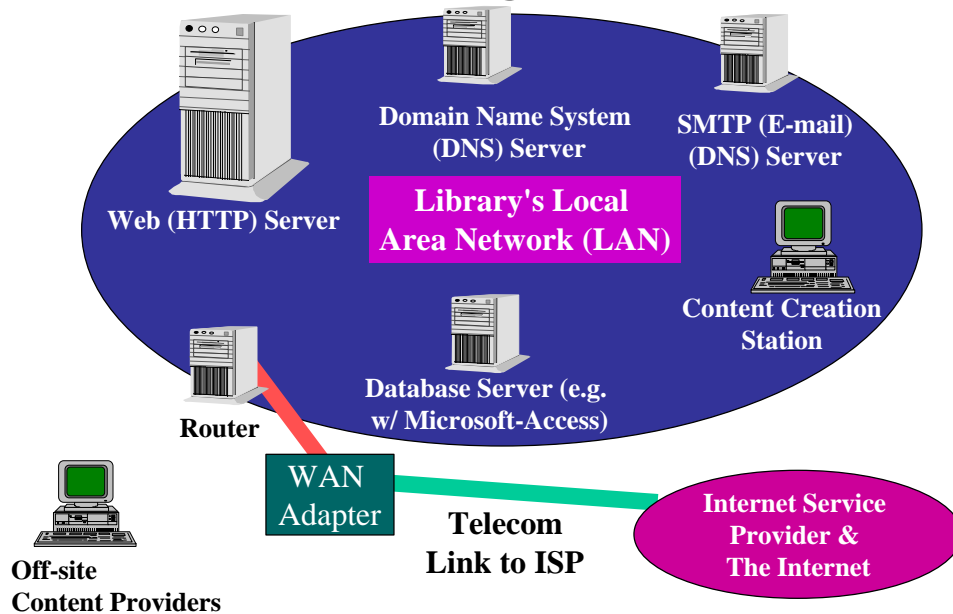 Domain Name System
(DNS) Server
SMTP (E-mail)
(DNS) Server
Web (HTTP) Server
Library's Local
Area Network (LAN)
Content Creation
Station
Database Server (e.g.
w/ Microsoft-Access)
Router
WAN
Adapter
Telecom
Link to ISP
Internet Service
Provider &
The Internet
Off-site
Content Providers